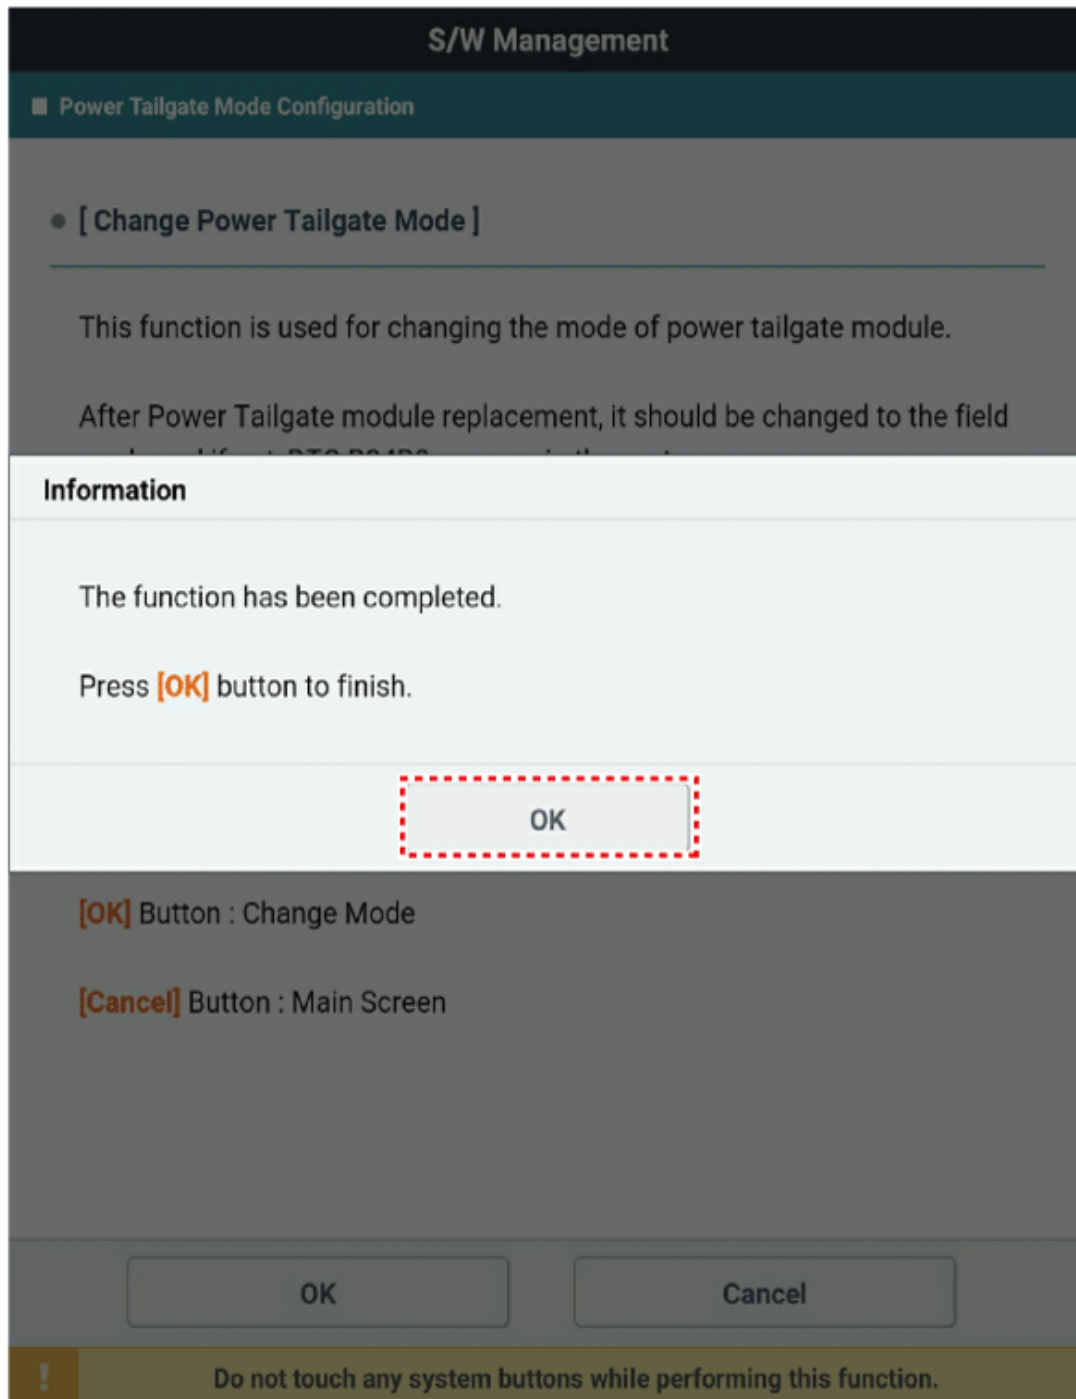 S/W Management
Power Tailgate Mode Configuration
[ Change Power Tailgate Mode ]
This function is used for changing the mode of power tailgate module.
After Power Tailgate module replacement, it should be changed to the field
Information
The function has been completed.
Press [OK] button to finish.
OK
[OK] Button : Change Mode
[Cancel] Button : Main Screen
OK Cancel
! Do not touch any system buttons while performing this function.